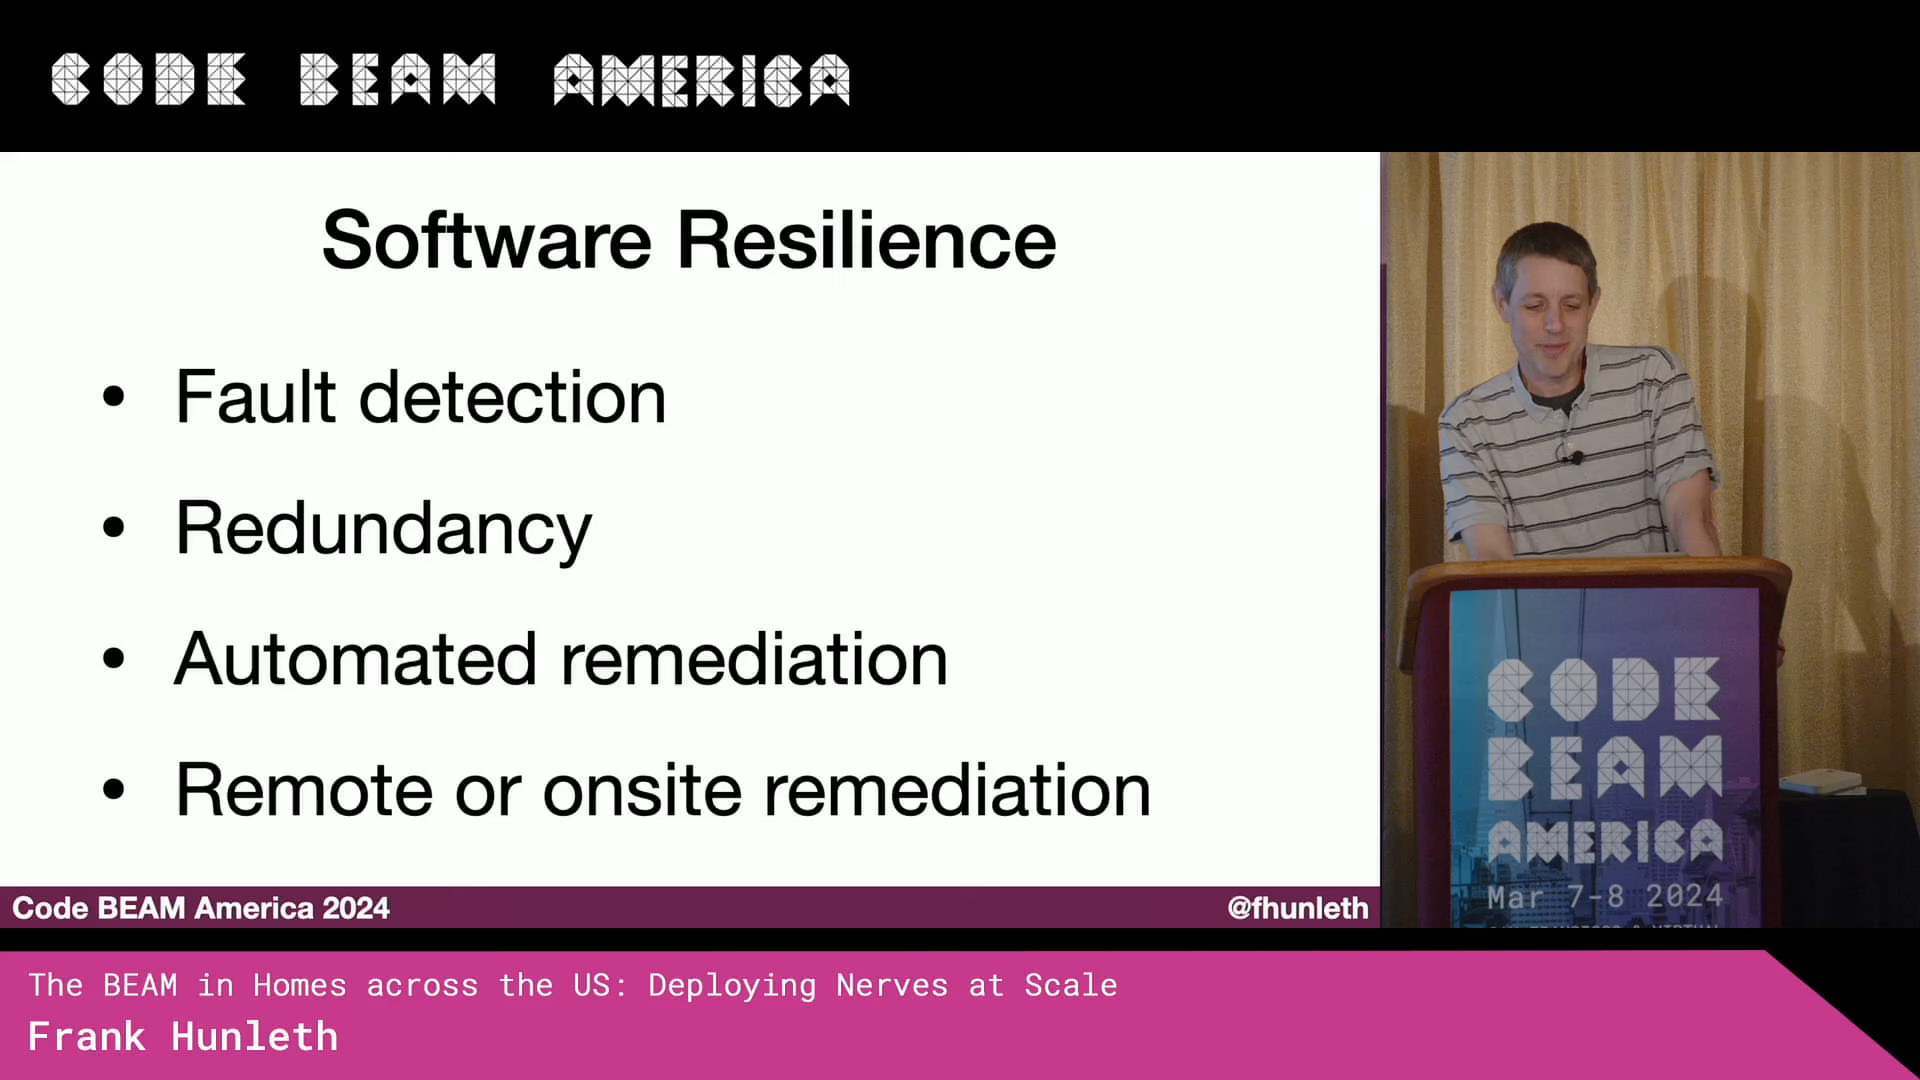 CODE BEAM AMERICA
Software Resilience
• Fault detection
• Redundancy
• Automated remediation
• Remote or onsite remediation
Code BEAM America 2024
@fhunleth
CODE
BEAM
AMERICA
Mar 7-8 2024
The BEAM in Homes across the US: Deploying Nerves at Scale
Frank Hunleth